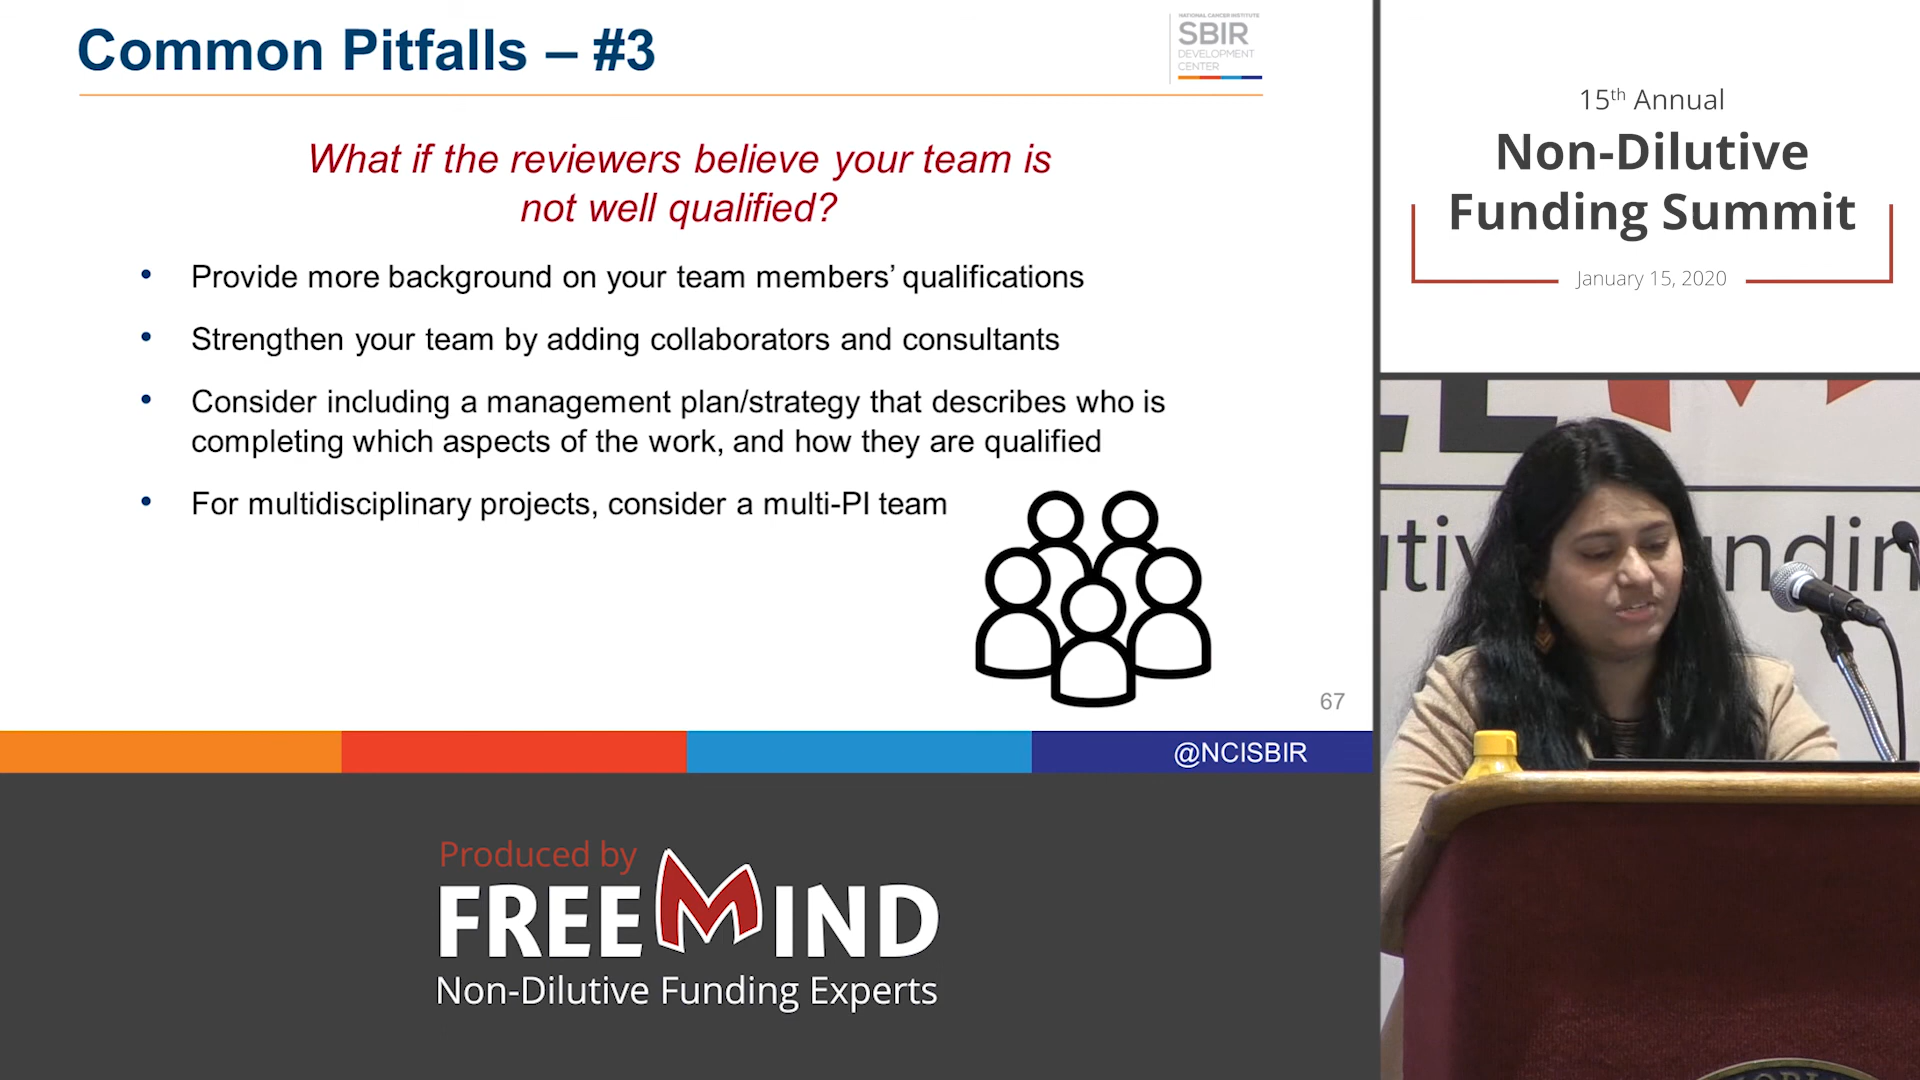 Common Pitfalls – #3
NATIONAL CANCER INSTITUTE
SBIR
DEVELOPMENT
CENTER
What if the reviewers believe your team is
not well qualified?
• Provide more background on your team members’ qualifications
• Strengthen your team by adding collaborators and consultants
• Consider including a management plan/strategy that describes who is
completing which aspects of the work, and how they are qualified
• For multidisciplinary projects, consider a multi-PI team
67
@NCISBIR
Produced by
FREEMIND
Non-Dilutive Funding Experts
15th Annual
Non-Dilutive
Funding Summit
January 15, 2020